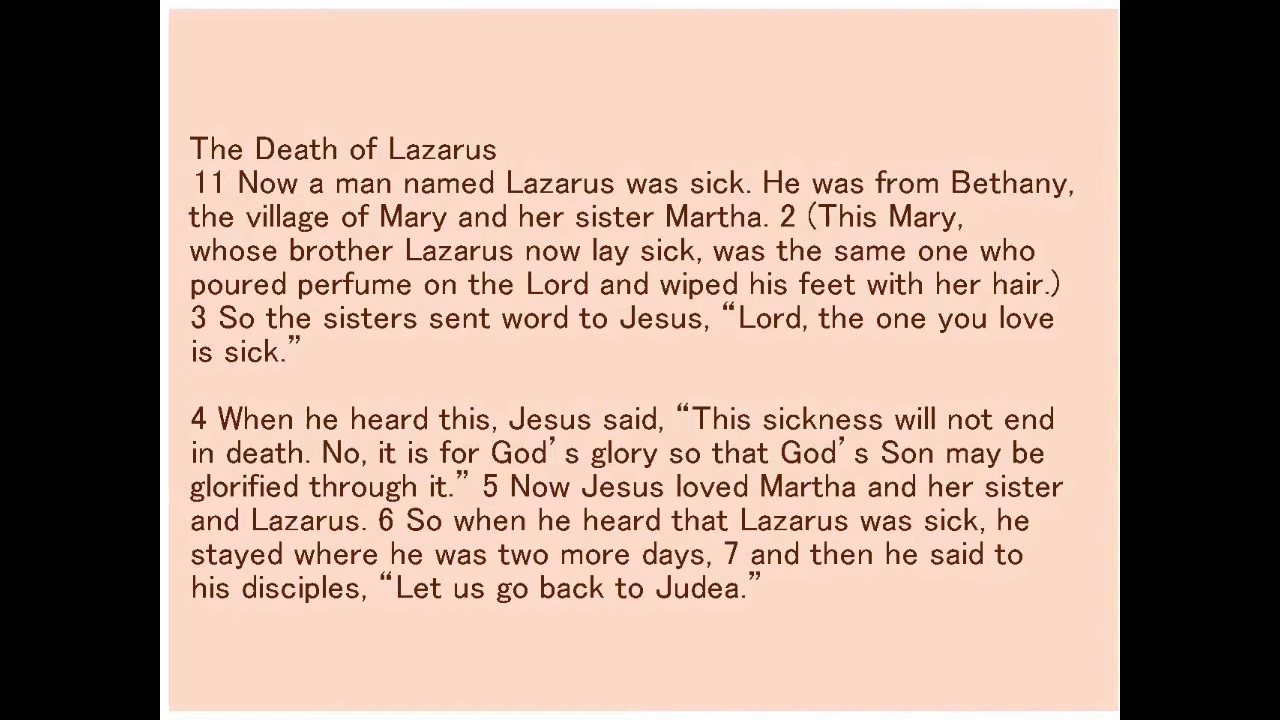 The Death of Lazarus
11 Now a man named Lazarus was sick. He was from Bethany,
the village of Mary and her sister Martha. 2 (This Mary,
whose brother Lazarus now lay sick, was the same one who
poured perfume on the Lord and wiped his feet with her hair.)
3 So the sisters sent word to Jesus, “Lord, the one you love
is sick.”
4 When he heard this, Jesus said, “This sickness will not end
in death. No, it is for God’s glory so that God’s Son may be
glorified through it.” 5 Now Jesus loved Martha and her sister
and Lazarus. 6 So when he heard that Lazarus was sick, he
stayed where he was two more days, 7 and then he said to
his disciples, “Let us go back to Judea.”